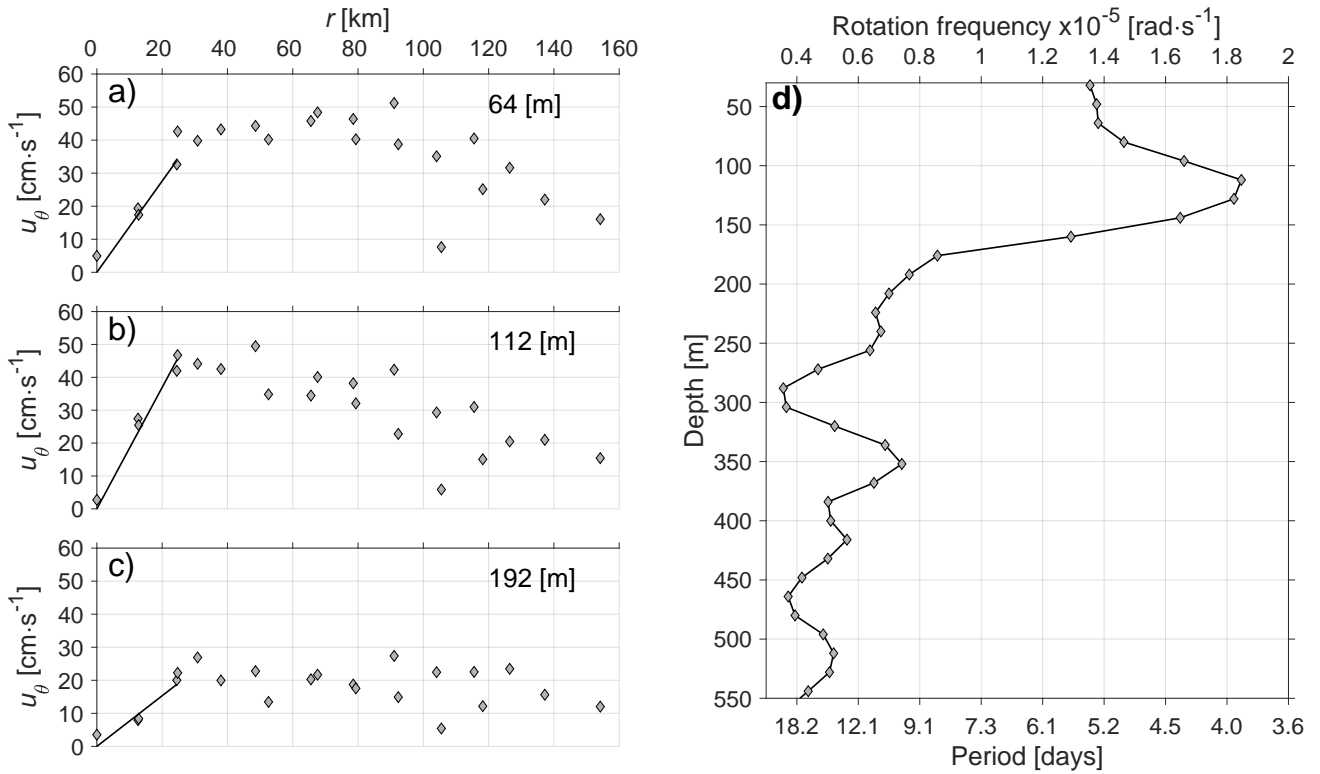 r [km]
0 20 40 60 80 100 120 140 160
60
50
40
30
20
10
0
u_θ [cm·s^-1]
a)
64 [m]
60
50
40
30
20
10
0
u_θ [cm·s^-1]
b)
112 [m]
60
50
40
30
20
10
0
u_θ [cm·s^-1]
c)
192 [m]
Rotation frequency x10^-5 [rad·s^-1]
0.4 0.6 0.8 1 1.2 1.4 1.6 1.8 2
d)
50
100
150
200
250
300
350
400
450
500
550
Depth [m]
18.2 12.1 9.1 7.3 6.1 5.2 4.5 4.0 3.6
Period [days]